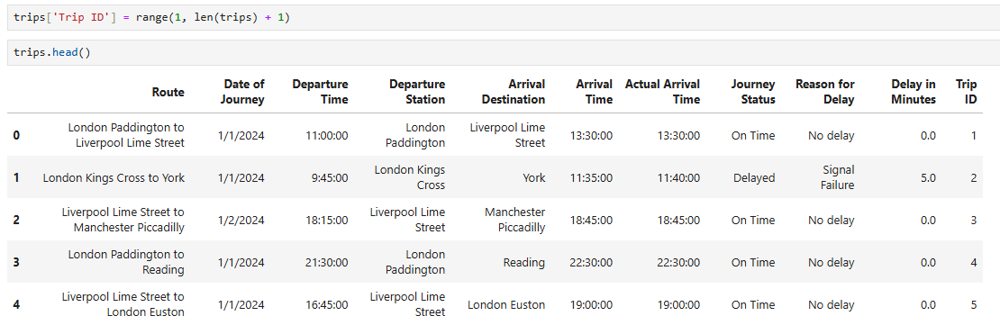 trips['Trip ID'] = range(1, len(trips) + 1)
trips.head()
Route Date of Journey Departure Time Departure Station Arrival Destination Arrival Time Actual Arrival Time Journey Status Reason for Delay Delay in Minutes Trip ID
0 London Paddington to Liverpool Lime Street 1/1/2024 11:00:00 London Paddington Liverpool Lime Street 13:30:00 13:30:00 On Time No delay 0.0 1
1 London Kings Cross to York 1/1/2024 9:45:00 London Kings Cross York 11:35:00 11:40:00 Delayed Signal Failure 5.0 2
2 Liverpool Lime Street to Manchester Piccadilly 1/2/2024 18:15:00 Liverpool Lime Street Manchester Piccadilly 18:45:00 18:45:00 On Time No delay 0.0 3
3 London Paddington to Reading 1/1/2024 21:30:00 London Paddington Reading 22:30:00 22:30:00 On Time No delay 0.0 4
4 Liverpool Lime Street to London Euston 1/1/2024 16:45:00 Liverpool Lime Street London Euston 19:00:00 19:00:00 On Time No delay 0.0 5